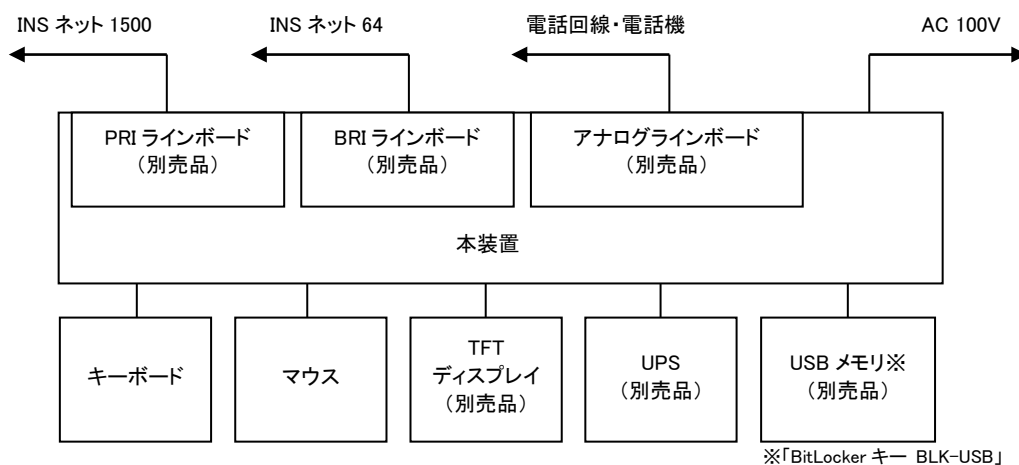 INS ネット 1500
INS ネット 64
電話回線・電話機
AC 100V
PRI ラインボード
(別売品)
BRI ラインボード
(別売品)
アナログラインボード
(別売品)
本装置
キーボード
マウス
TFT
ディスプレイ
(別売品)
UPS
(別売品)
USB メモリ※
(別売品)
※「BitLocker キー BLK-USB」